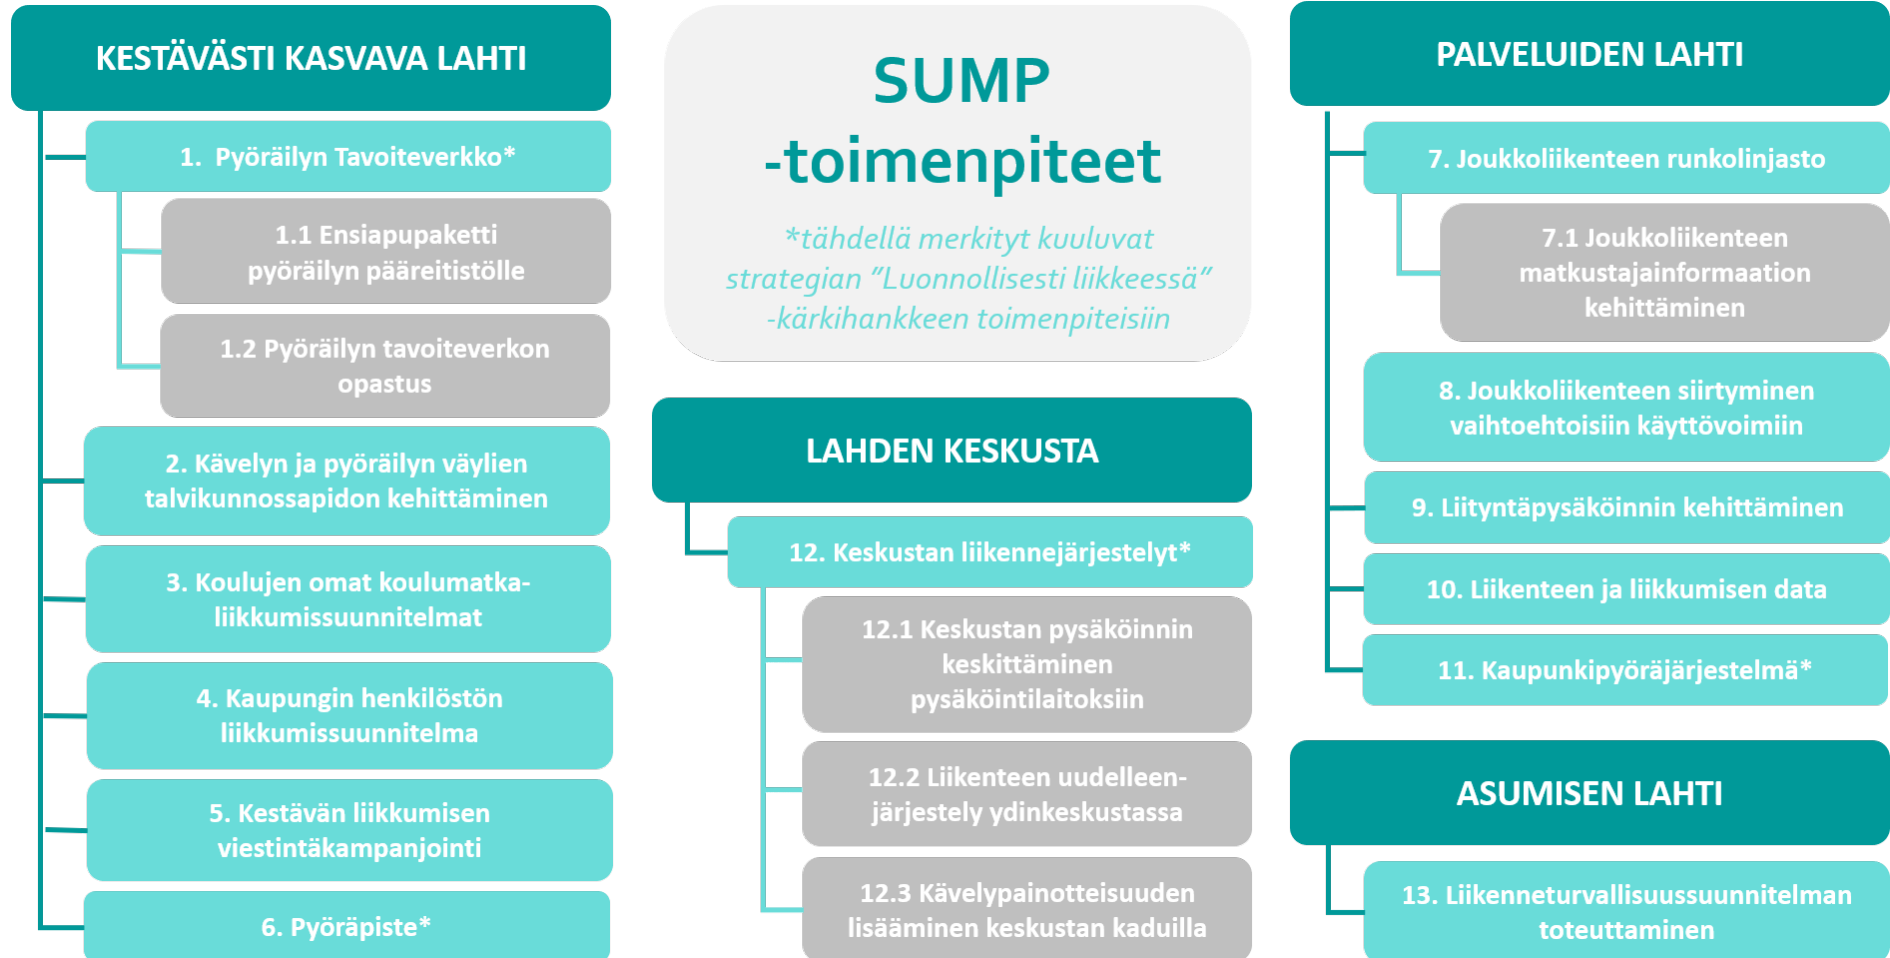 KESTÄVÄSTI KASVAVA LAHTI
1. Pyöräilyn Tavoiteverkko*
1.1 Ensiapupaketti
pyöräilyn pääreitistölle
1.2 Pyöräilyn tavoiteverkon
opastus
2. Kävelyn ja pyöräilyn väylien
talvikunnossapidon kehittäminen
3. Koulujen omat koulumatka-
liikkumissuunnitelmat
4. Kaupungin henkilöstön
liikkumissuunnitelma
5. Kestävän liikkumisen
viestintäkampanjointi
6. Pyöräpiste*
SUMP
-toimenpiteet
*tähdellä merkityt kuuluvat
strategian ”Luonnollisesti liikkeessä”
-kärkihankkeen toimenpiteisiin
LAHDEN KESKUSTA
12. Keskustan liikennejärjestelyt*
12.1 Keskustan pysäköinnin
keskittäminen
pysäköintilaitoksiin
12.2 Liikenteen uudelleen-
järjestely ydinkeskustassa
12.3 Kävelypainotteisuuden
lisääminen keskustan kaduilla
PALVELUIDEN LAHTI
7. Joukkoliikenteen runkolinjasto
7.1 Joukkoliikenteen
matkustajainformaation
kehittäminen
8. Joukkoliikenteen siirtyminen
vaihtoehtoisiin käyttövoimiin
9. Liityntäpysäköinnin kehittäminen
10. Liikenteen ja liikkumisen data
11. Kaupunkipyöräjärjestelmä*
ASUMISEN LAHTI
13. Liikenneturvallisuussuunnitelman
toteuttaminen